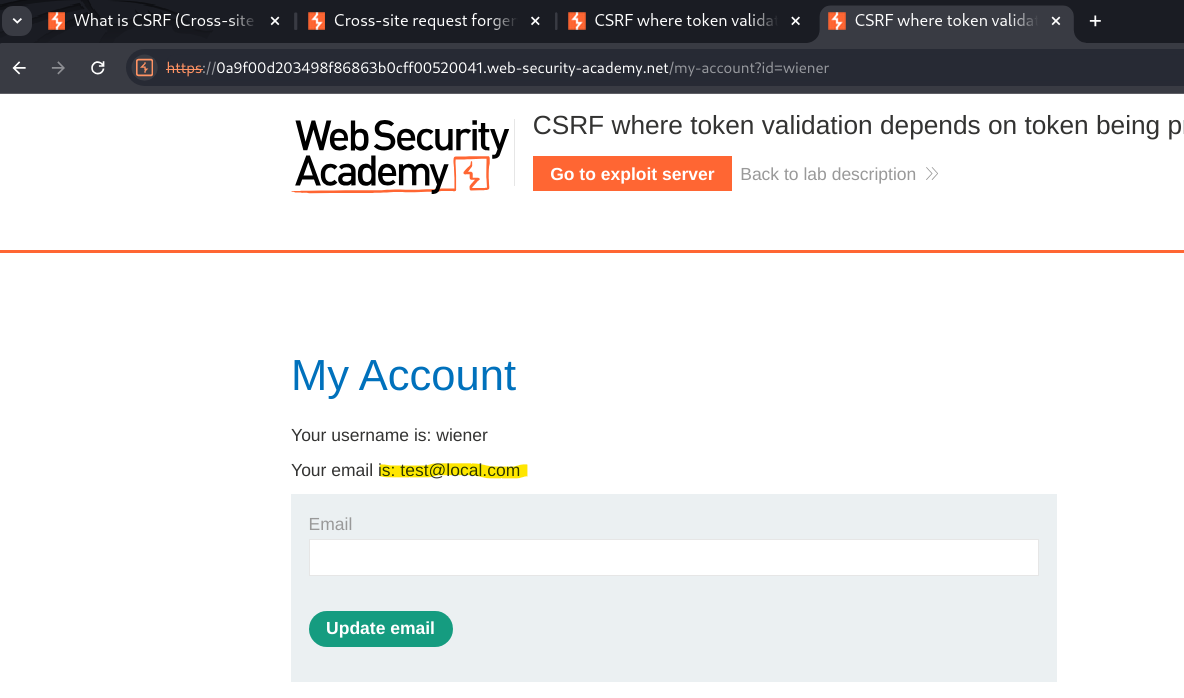 What is CSRF (Cross-site
Cross-site request forger
CSRF where token validat
CSRF where token validat
https://0a9f00d203498f86863b0cff00520041.web-security-academy.net/my-account?id=wiener
WebSecurity
Academy
CSRF where token validation depends on token being pr
Go to exploit server
Back to lab description
My Account
Your username is: wiener
Your email is: test@local.com
Email
Update email